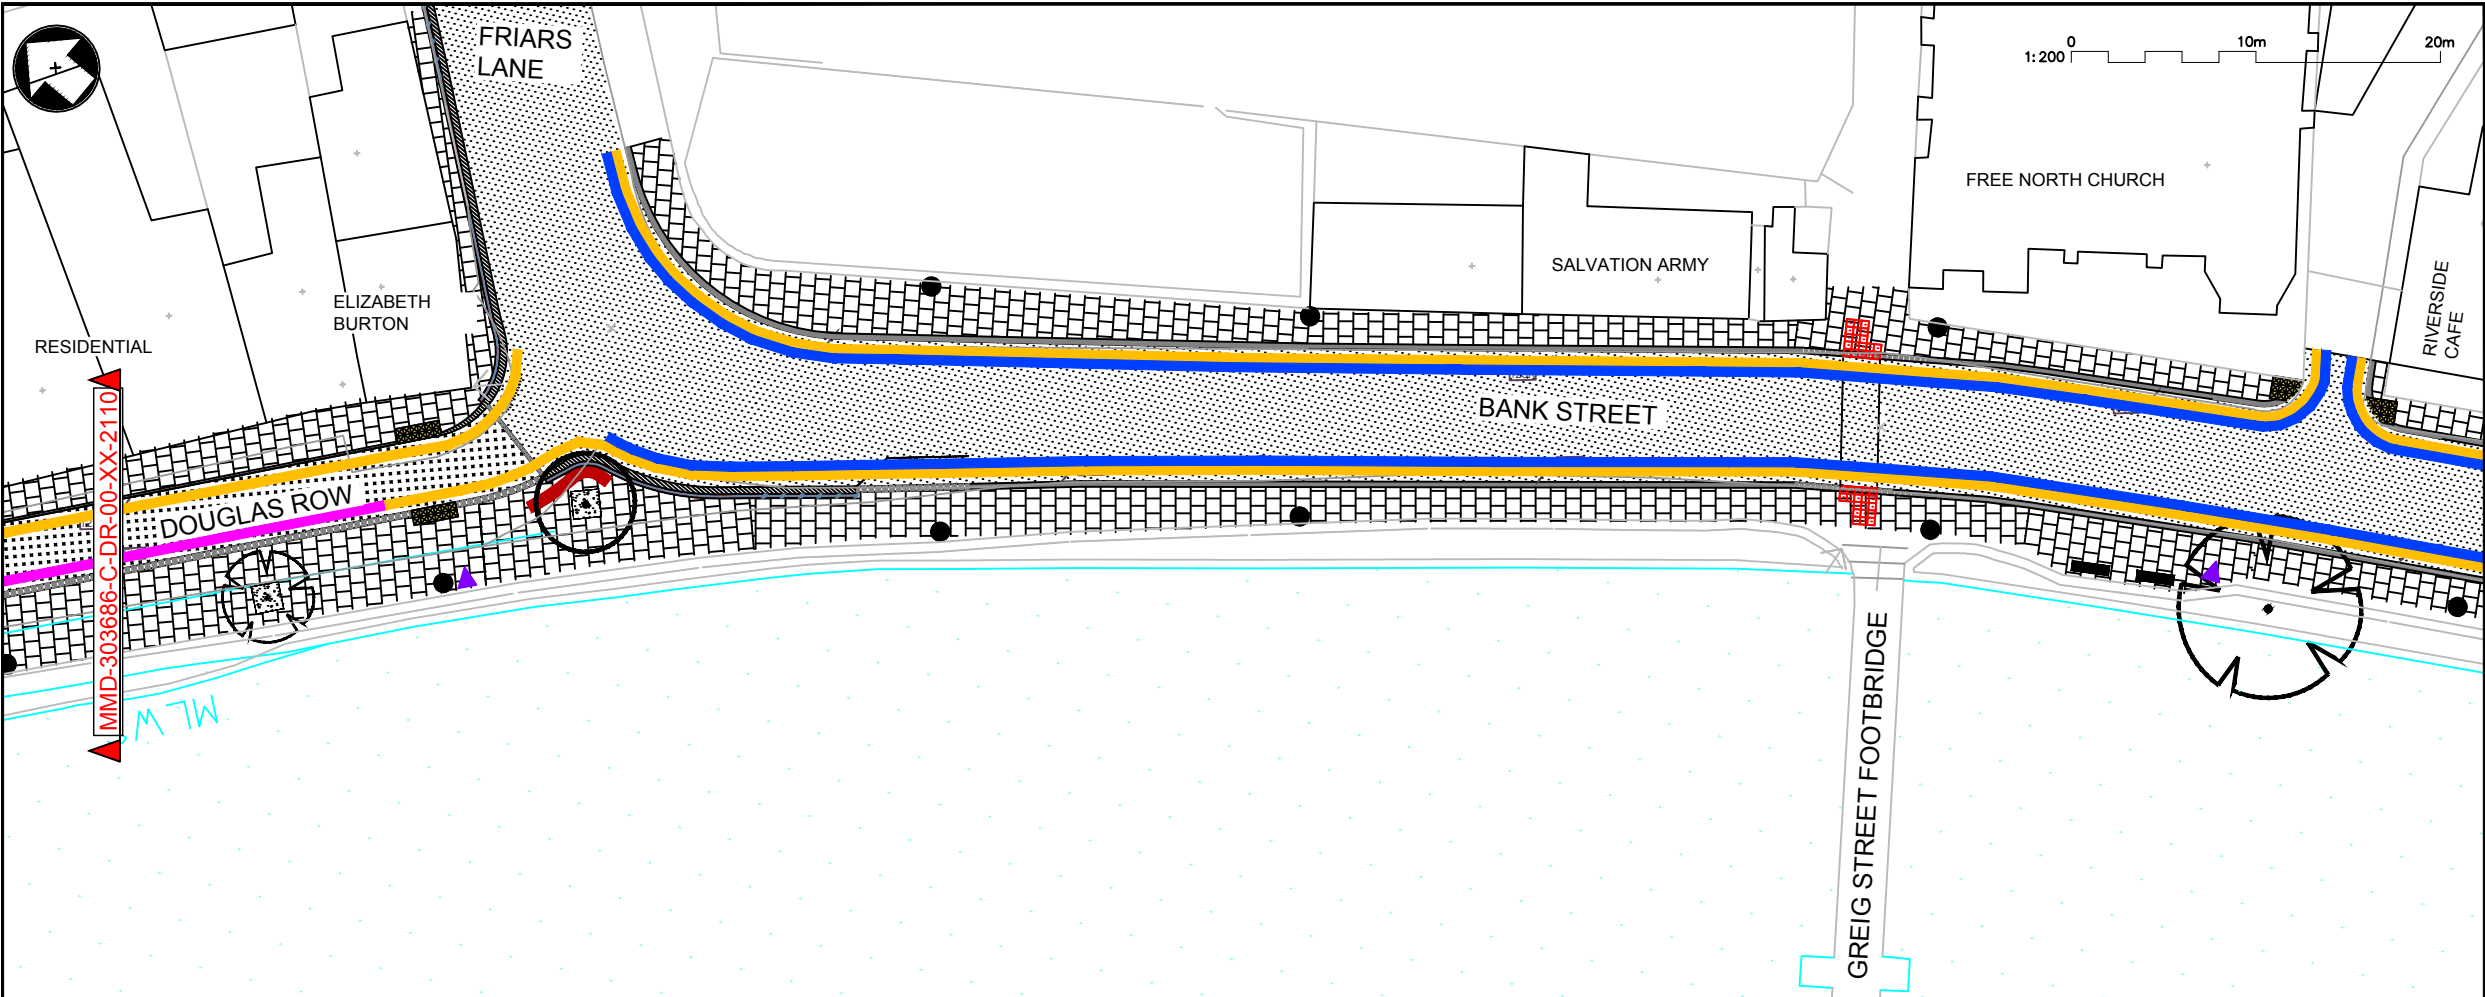 FRIARS
LANE
0 10m 20m
1:200
FREE NORTH CHURCH
SALVATION ARMY
RIVERSIDE
CAFE
ELIZABETH
BURTON
RESIDENTIAL
BANK STREET
DOUGLAS ROW
MMD-303686-C-DR-00-XX-2110
MLW
GREIG STREET FOOTBRIDGE